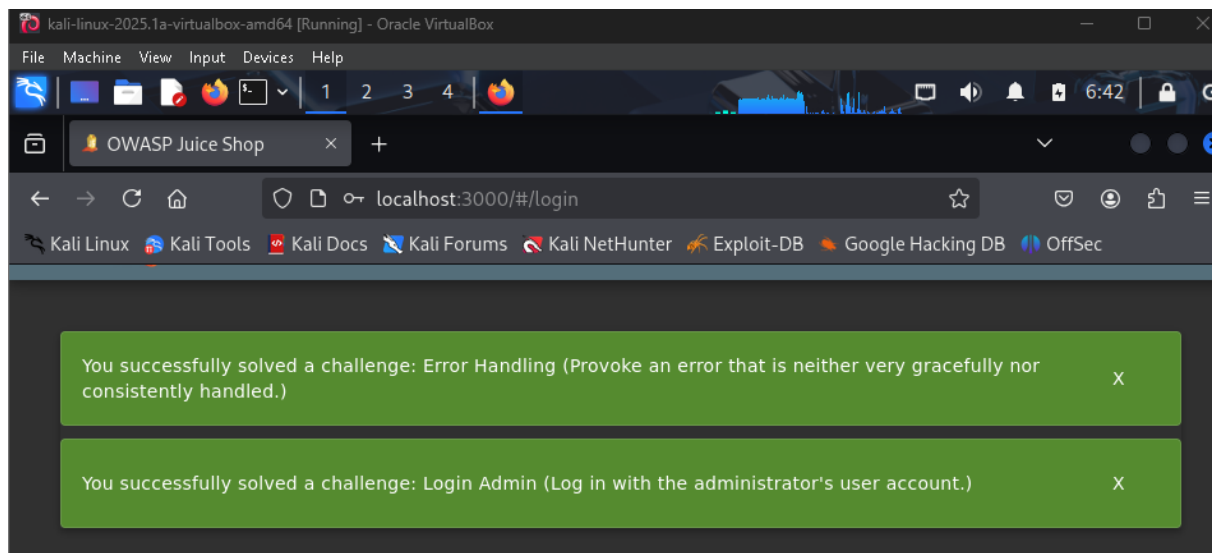 kali-linux-2025.1a-virtualbox-amd64 [Running] - Oracle VirtualBox
File Machine View Input Devices Help
1 2 3 4 6:42
OWASP Juice Shop
localhost:3000/#/login
Kali Linux Kali Tools Kali Docs Kali Forums Kali NetHunter Exploit-DB Google Hacking DB OffSec
You successfully solved a challenge: Error Handling (Provoke an error that is neither very gracefully nor
consistently handled.) X
You successfully solved a challenge: Login Admin (Log in with the administrator's user account.) X